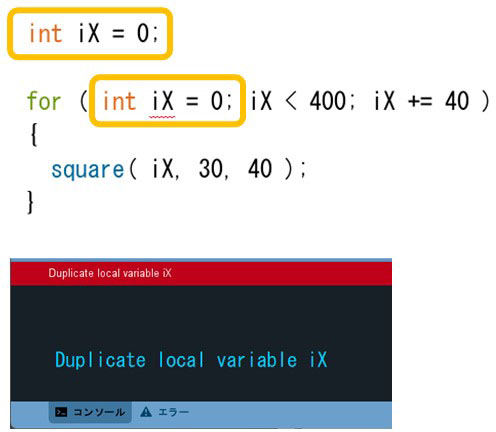 int iX = 0;
for ( int iX = 0; iX < 400; iX += 40 )
{
square( iX, 30, 40 );
}
Duplicate local variable iX
Duplicate local variable iX
コンソール エラー